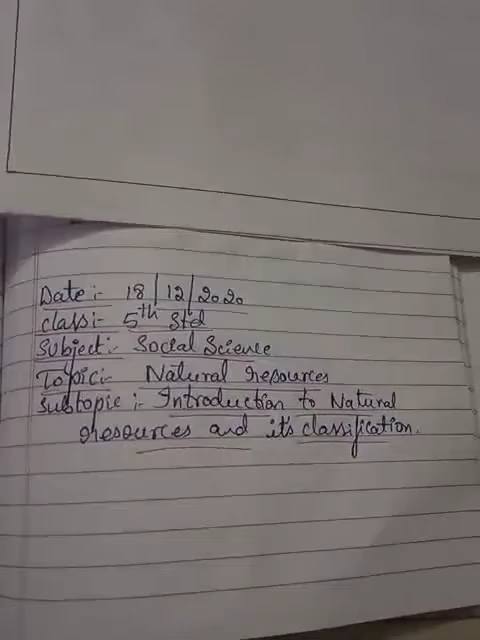 Date:- 18|12|2020
class:- 5th Std
Subject:- Social Science
Topic:- Natural resources
Subtopic:- Introduction to Natural
resources and it's classification.